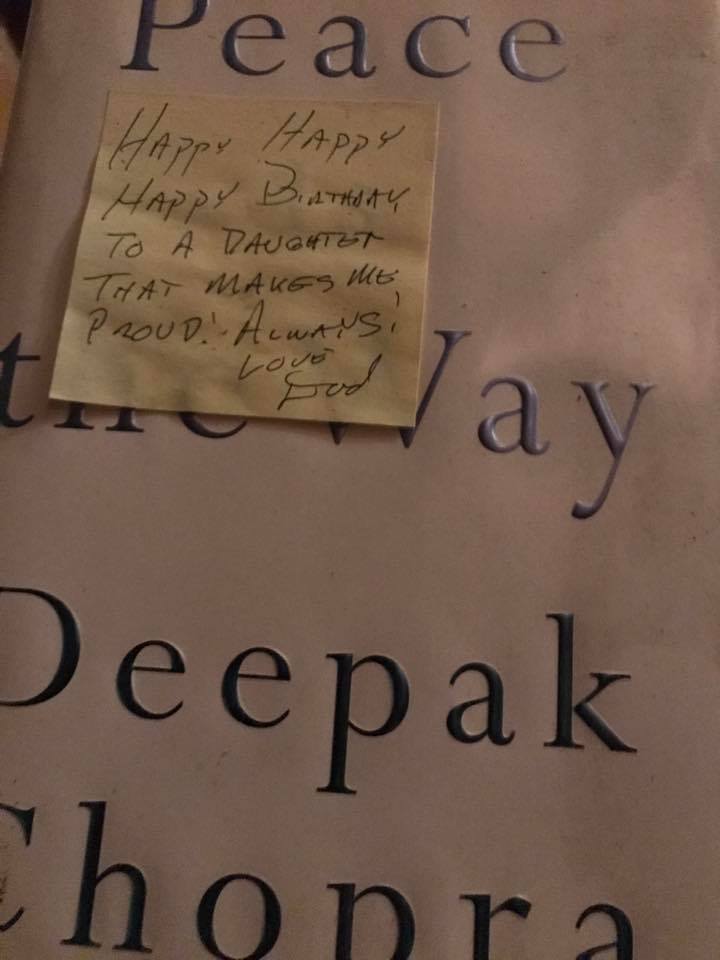 Peace
HAPPY HAPPY
HAPPY BIRTHDAY
TO A DAUGHTER
THAT MAKES ME
PROUD! ALWAYS!
LOVE
Dad
the Way
Deepak
Chopra